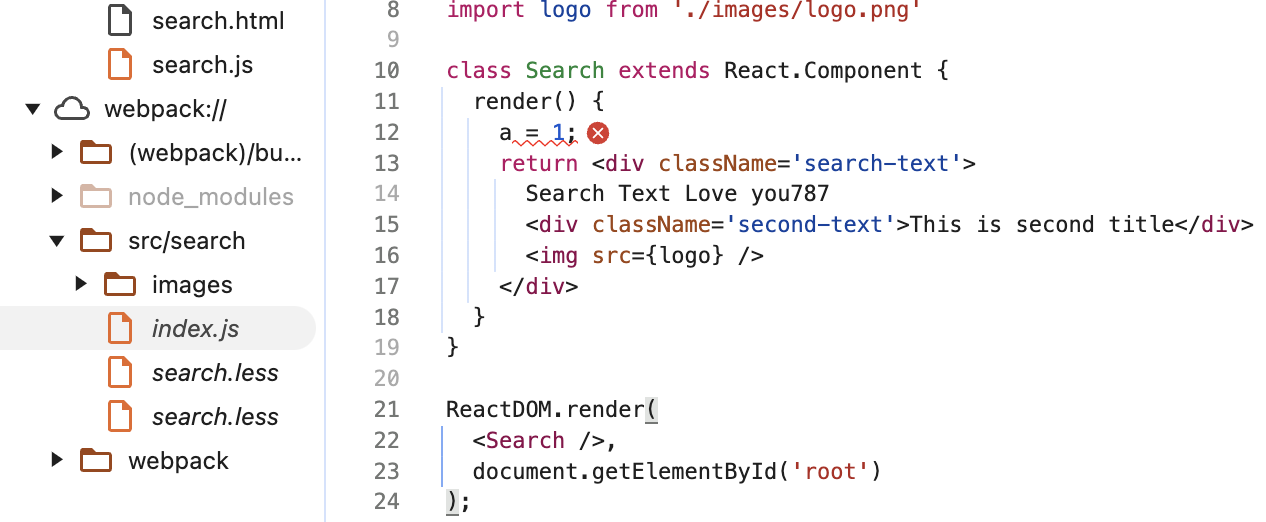 search.html
search.js
webpack://
(webpack)/bu...
node_modules
src/search
images
index.js
search.less
search.less
webpack
8 import logo from './images/logo.png'
9
10 class Search extends React.Component {
11 render() {
12 a = 1;
13 return <div className='search-text'>
14 Search Text Love you787
15 <div className='second-text'>This is second title</div>
16 <img src={logo} />
17 </div>
18 }
19 }
20
21 ReactDOM.render(
22 <Search />,
23 document.getElementById('root')
24 );